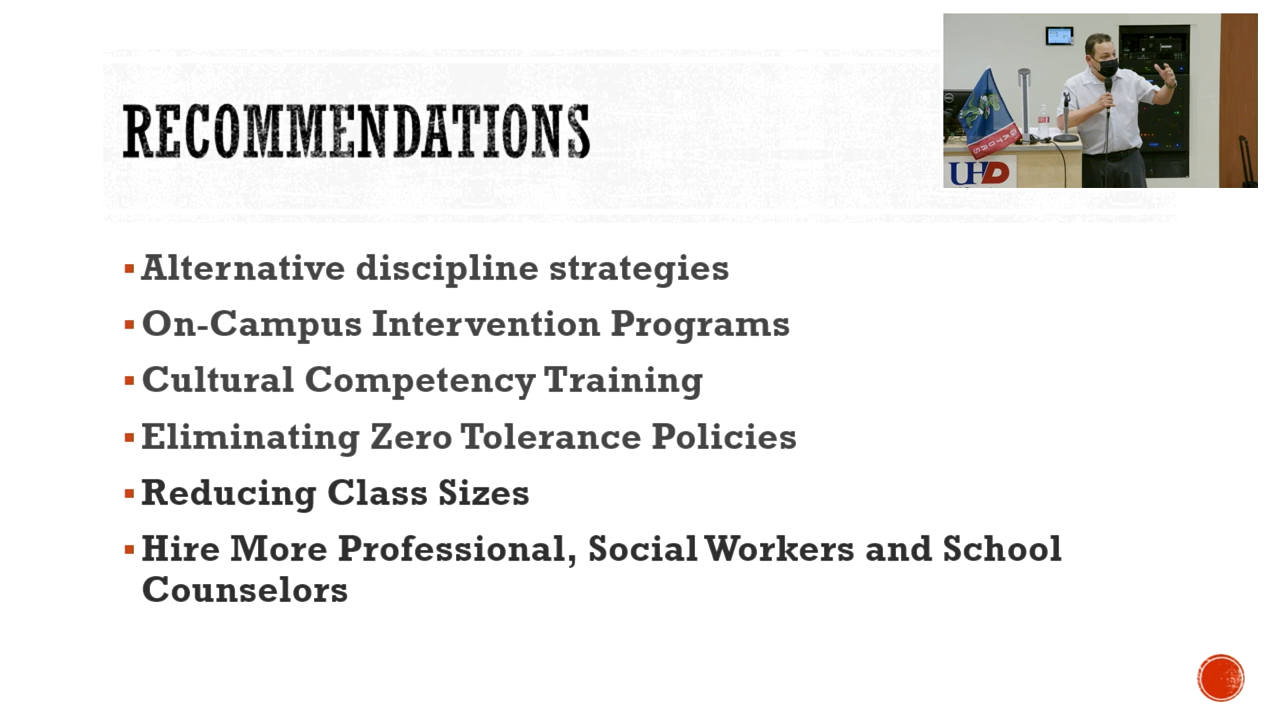 RECOMMENDATIONS
Alternative discipline strategies
On-Campus Intervention Programs
Cultural Competency Training
Eliminating Zero Tolerance Policies
Reducing Class Sizes
Hire More Professional, Social Workers and School
Counselors
UHD
GATORS